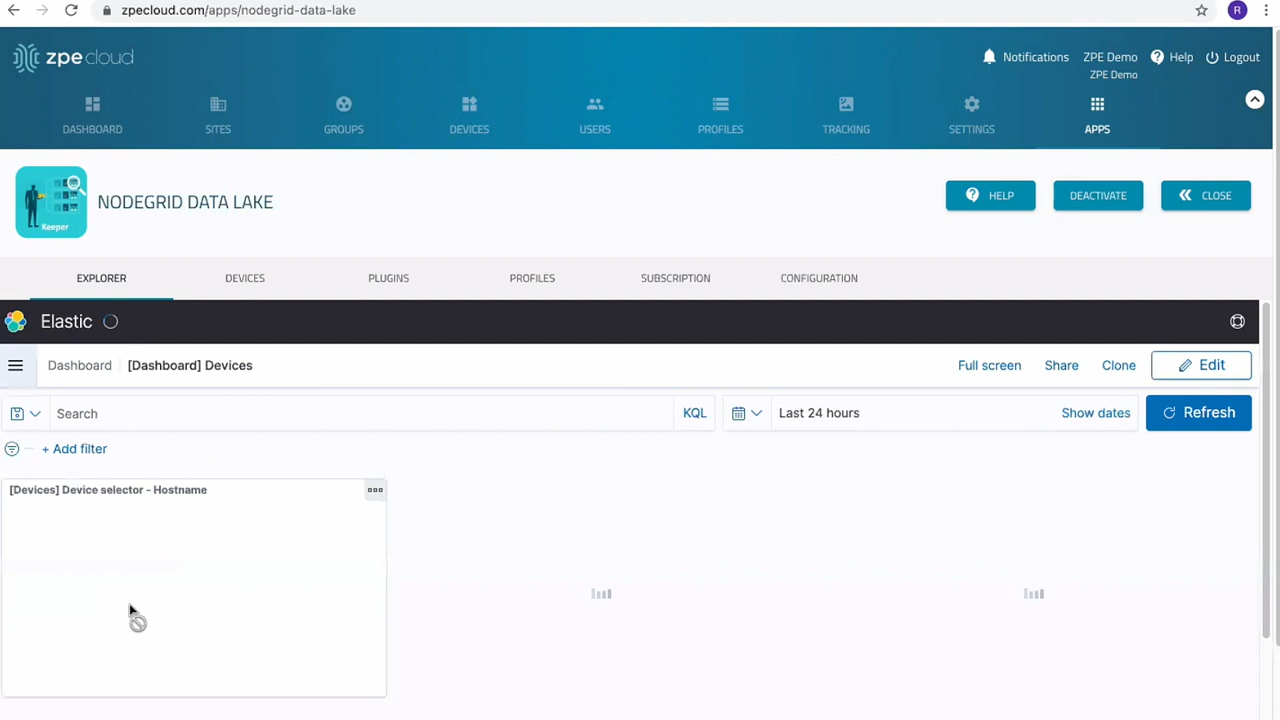 zpecloud.com/apps/nodegrid-data-lake
R
zpe cloud
Notifications
ZPE Demo
ZPE Demo
Help
Logout
DASHBOARD
SITES
GROUPS
DEVICES
USERS
PROFILES
TRACKING
SETTINGS
APPS
Keeper
NODEGRID DATA LAKE
HELP
DEACTIVATE
CLOSE
EXPLORER
DEVICES
PLUGINS
PROFILES
SUBSCRIPTION
CONFIGURATION
Elastic
Dashboard
[Dashboard] Devices
Full screen
Share
Clone
Edit
Search
KQL
Last 24 hours
Show dates
Refresh
+ Add filter
[Devices] Device selector - Hostname